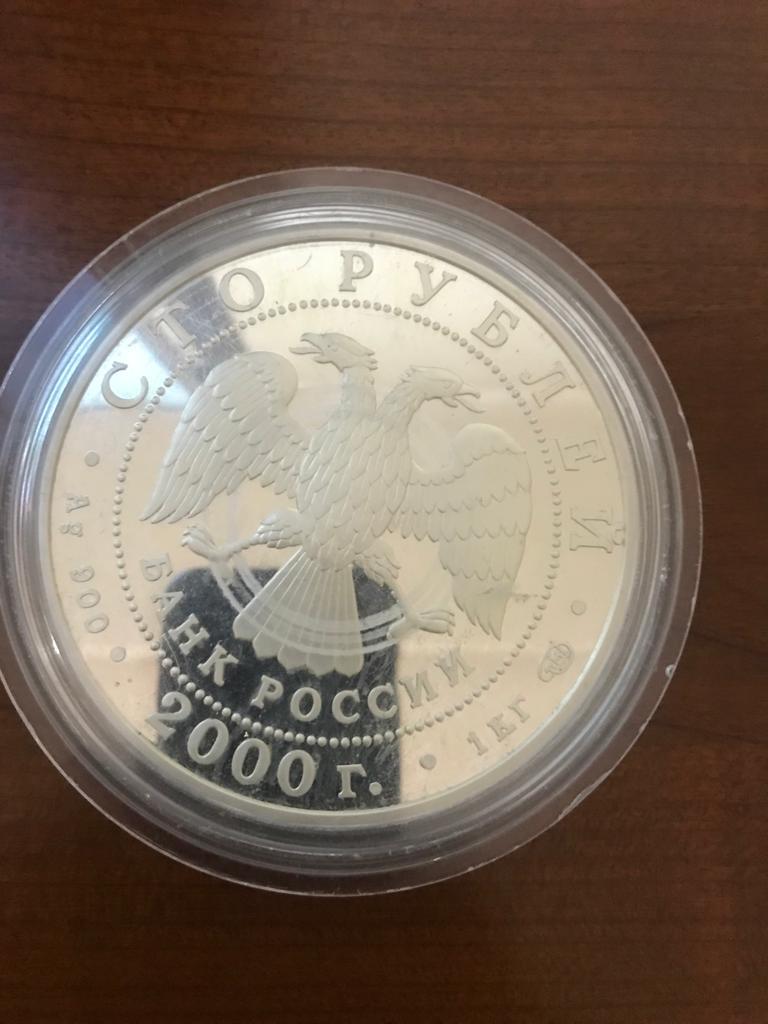 СТО РУБЛЕЙ
Ag 900
БАНК РОССИИ
2000 г.
1 КГ